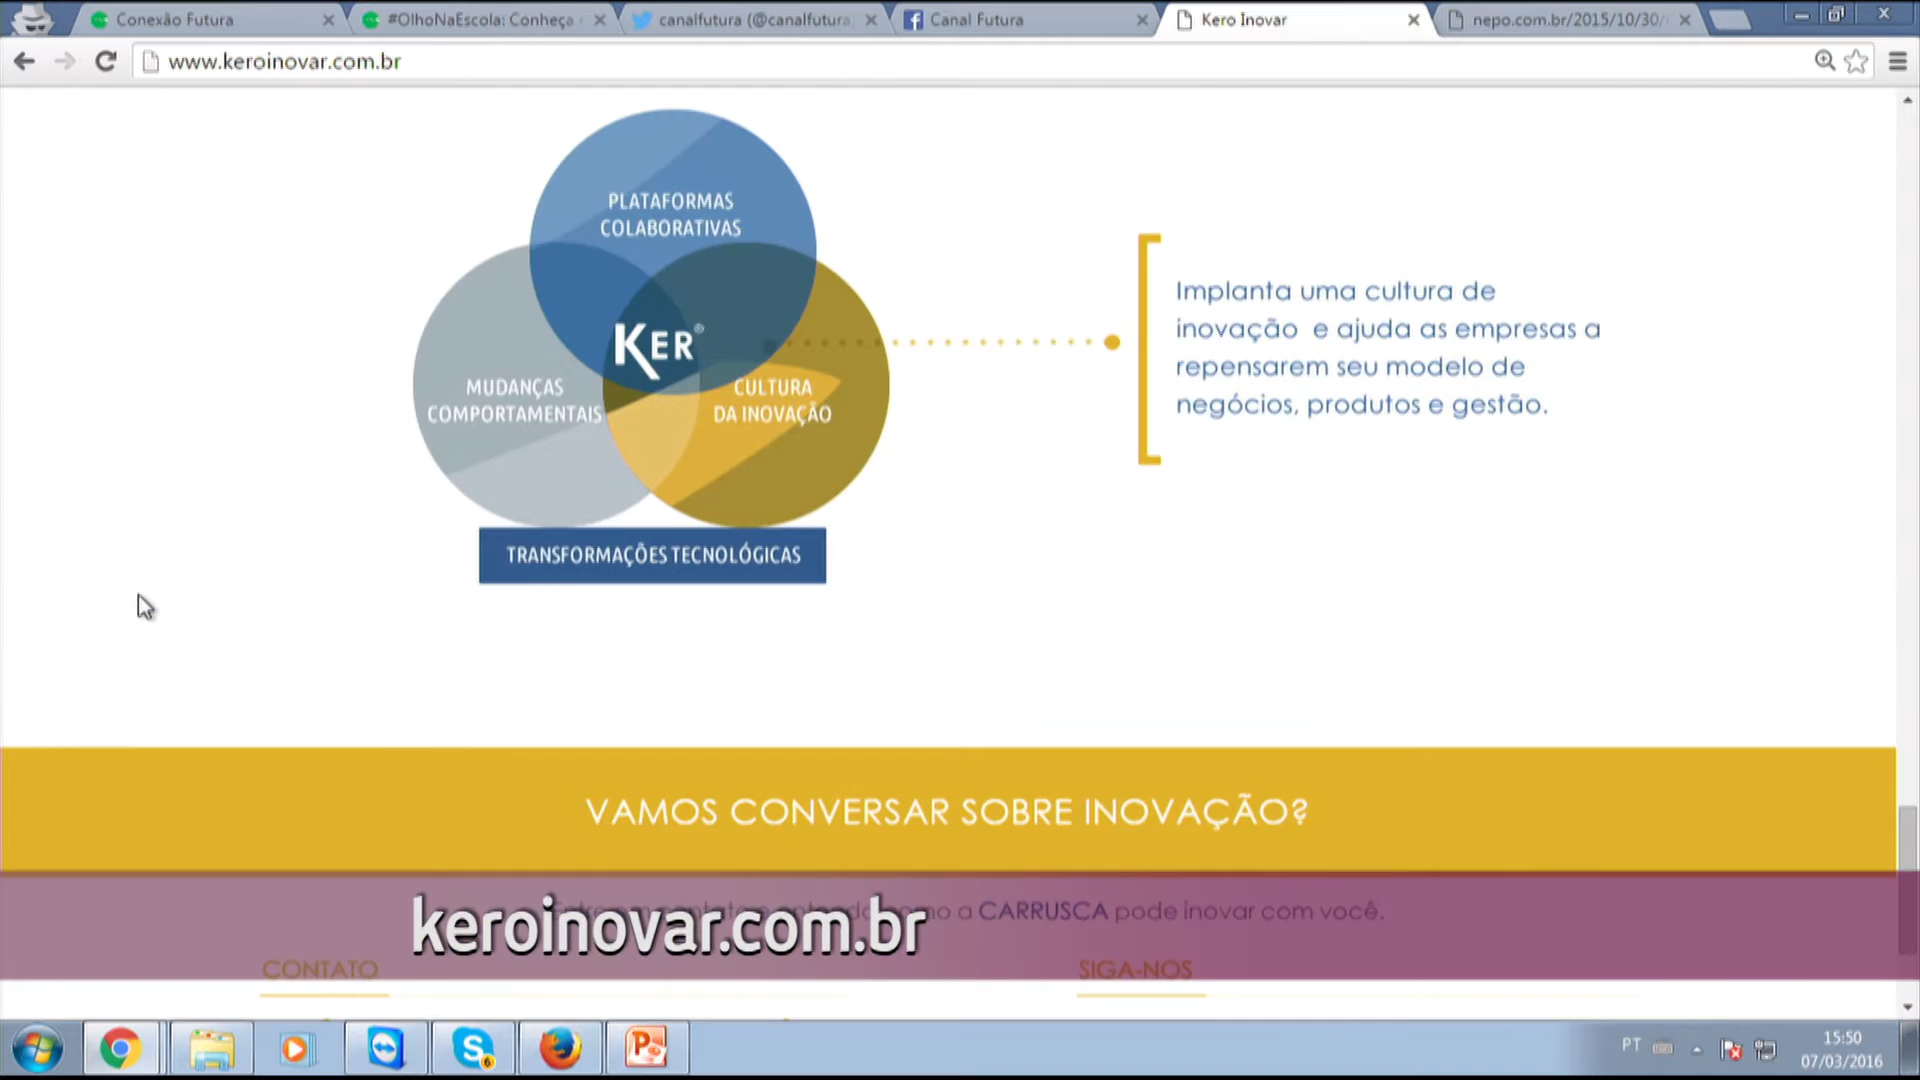 Conexão Futura
#OlhoNaEscola: Conheça
canalfutura (@canalfutura
Canal Futura
Kero Inovar
nepo.com.br/2015/10/30/
www.keroinovar.com.br
PLATAFORMAS
COLABORATIVAS
KER®
MUDANÇAS
COMPORTAMENTAIS
CULTURA
DA INOVAÇÃO
TRANSFORMAÇÕES TECNOLÓGICAS
Implanta uma cultura de
inovação e ajuda as empresas a
repensarem seu modelo de
negócios, produtos e gestão.
VAMOS CONVERSAR SOBRE INOVAÇÃO?
a CARRUSCA pode inovar com você.
keroinovar.com.br
CONTATO
SIGA-NOS
PT
15:50
07/03/2016